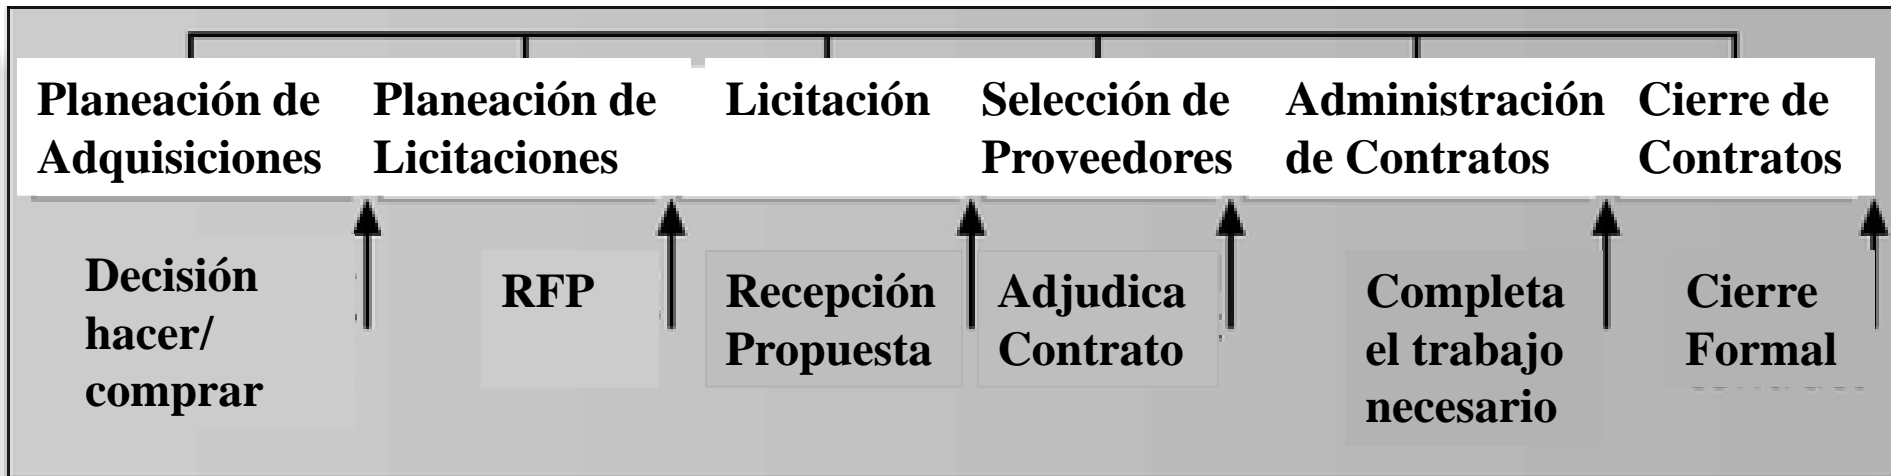 Planeación de
Adquisiciones
Planeación de
Licitaciones
Licitación
Selección de
Proveedores
Administración
de Contratos
Cierre de
Contratos
Decisión
hacer/
comprar
RFP
Recepción
Propuesta
Adjudica
Contrato
Completa
el trabajo
necesario
Cierre
Formal